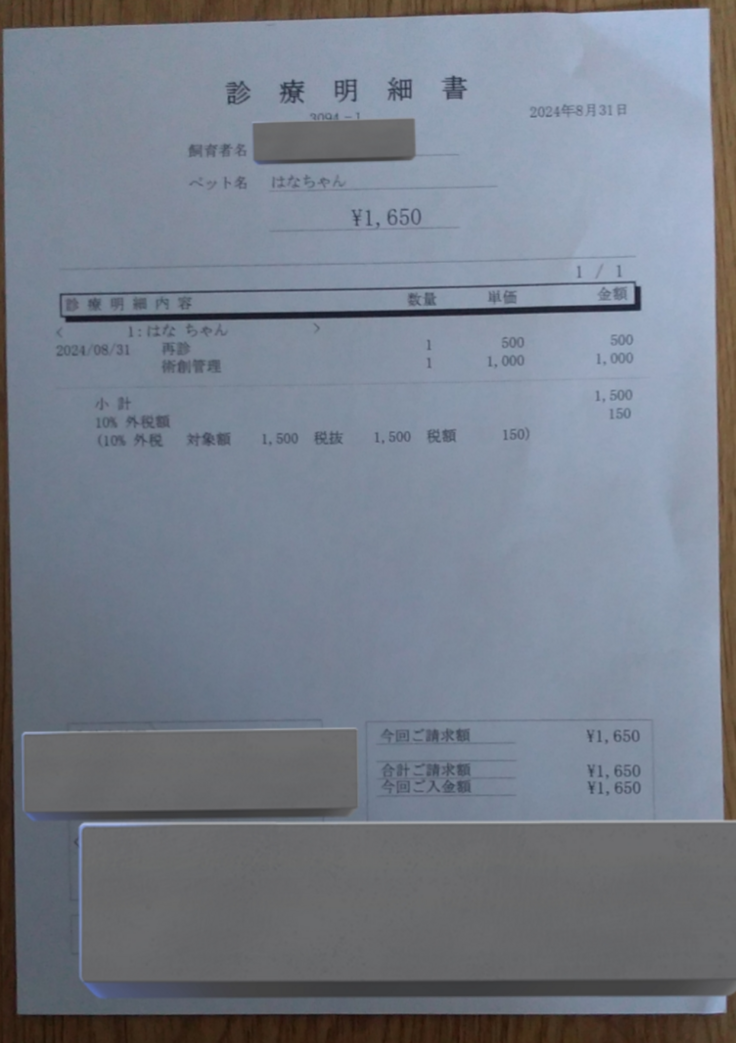 診療明細書
2024年8月31日
3094-1
飼育者名
ペット名 はなちゃん
¥1,650
1 / 1
診療明細内容 数量 単価 金額
< 1:はな ちゃん >
2024/08/31 再診 1 500 500
術創管理 1 1,000 1,000
小 計 1,500
10% 外税額 150
(10% 外税 対象額 1,500 税抜 1,500 税額 150)
今回ご請求額 ¥1,650
合計ご請求額 ¥1,650
今回ご入金額 ¥1,650